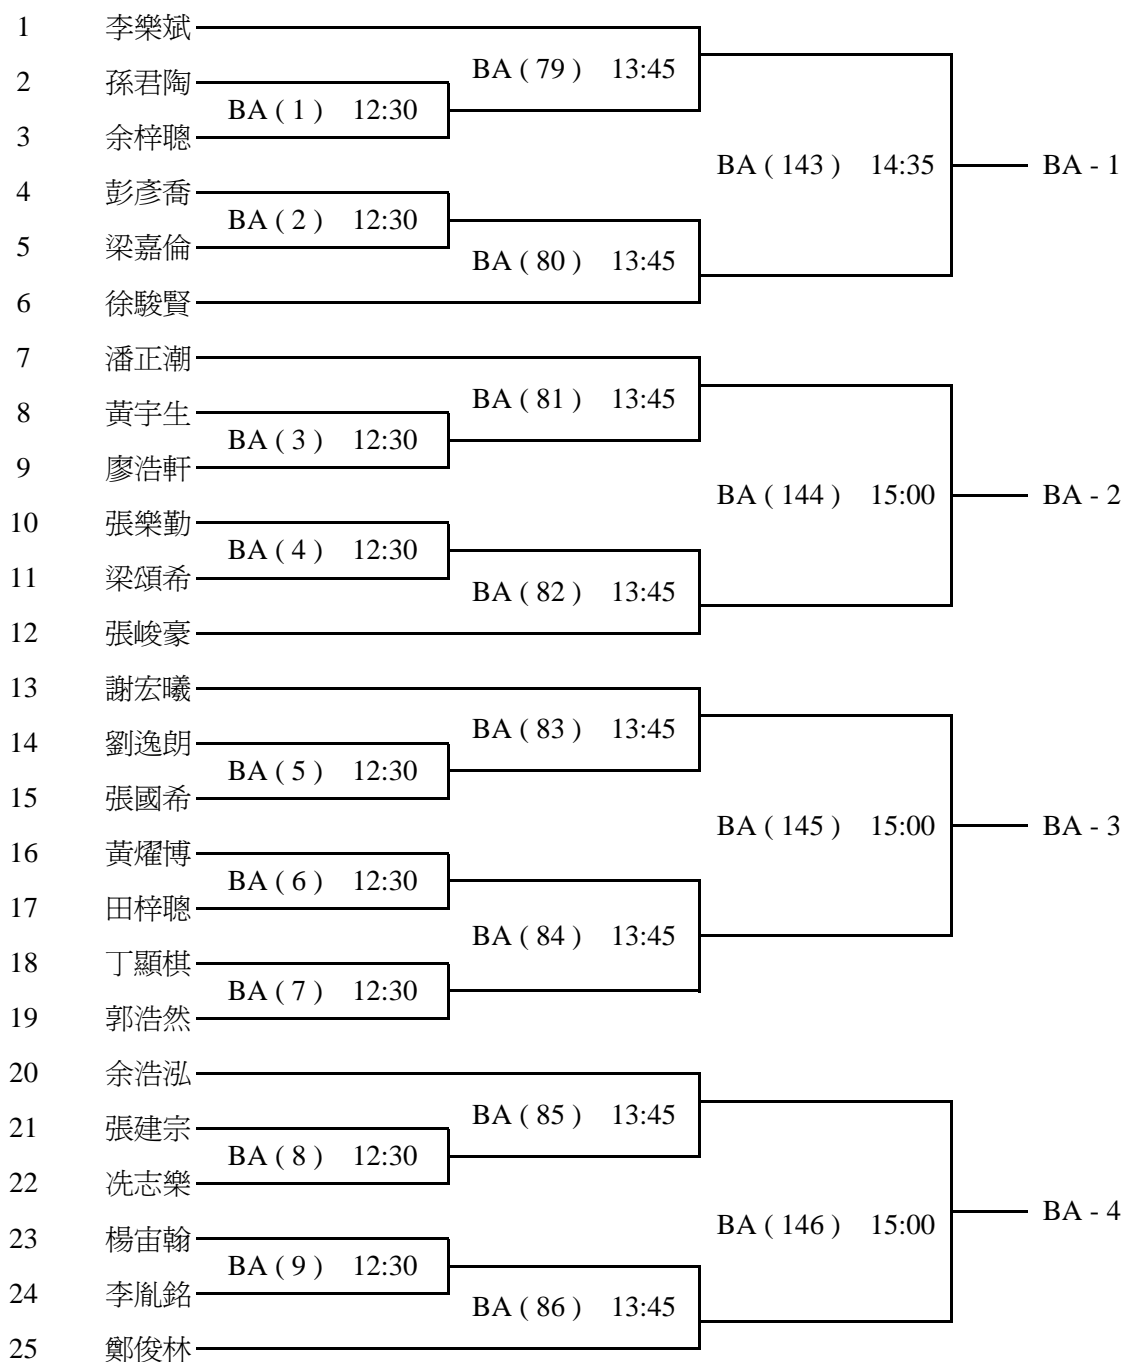 1 李樂斌
BA ( 79 ) 13:45
2 孫君陶
BA ( 1 ) 12:30
3 余梓聰
BA ( 143 ) 14:35 BA - 1
4 彭彥喬
BA ( 2 ) 12:30
5 梁嘉倫
BA ( 80 ) 13:45
6 徐駿賢
7 潘正潮
BA ( 81 ) 13:45
8 黃宇生
BA ( 3 ) 12:30
9 廖浩軒
BA ( 144 ) 15:00 BA - 2
10 張樂勤
BA ( 4 ) 12:30
11 梁頌希
BA ( 82 ) 13:45
12 張峻豪
13 謝宏曦
BA ( 83 ) 13:45
14 劉逸朗
BA ( 5 ) 12:30
15 張國希
BA ( 145 ) 15:00 BA - 3
16 黃燿博
BA ( 6 ) 12:30
17 田梓聰
BA ( 84 ) 13:45
18 丁顯棋
BA ( 7 ) 12:30
19 郭浩然
20 余浩泓
BA ( 85 ) 13:45
21 張建宗
BA ( 8 ) 12:30
22 冼志樂
BA ( 146 ) 15:00 BA - 4
23 楊宙翰
BA ( 9 ) 12:30
24 李胤銘
BA ( 86 ) 13:45
25 鄭俊林